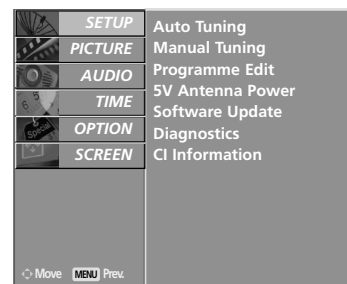 SETUP
PICTURE
AUDIO
TIME
OPTION
SCREEN
Auto Tuning
Manual Tuning
Programme Edit
5V Antenna Power
Software Update
Diagnostics
CI Information
Move MENU Prev.
Special